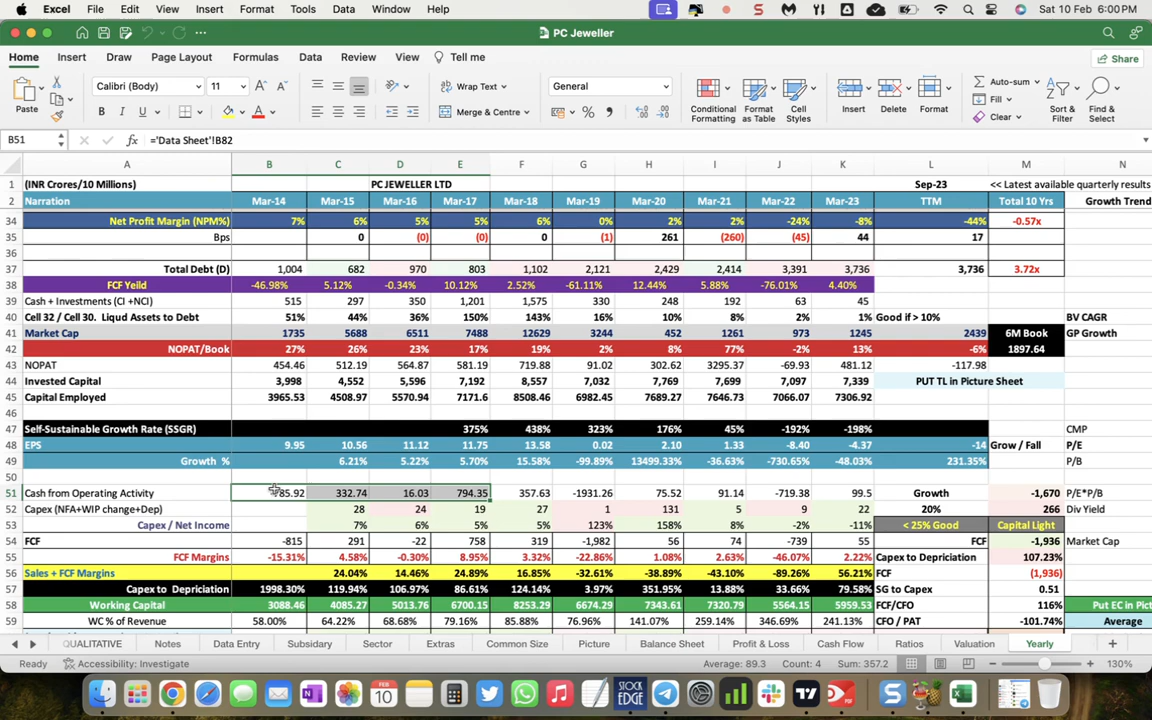 Excel File Edit View Insert Format Tools Data Window Help Sat 10 Feb 6:00 PM
PC Jeweller
Home Insert Draw Page Layout Formulas Data Review View Tell me Share
Paste Calibri (Body) 11 Wrap Text General Conditional Formatting Format as Table Cell Styles Insert Delete Format Auto-sum Fill Clear Sort & Filter Find & Select
B I U Merge & Centre
B51 fx ='Data Sheet'!B82
A B C D E F G H I J K L M N
1 (INR Crores/10 Millions) PC JEWELLER LTD Sep-23 << Latest available quarterly results
2 Narration Mar-14 Mar-15 Mar-16 Mar-17 Mar-18 Mar-19 Mar-20 Mar-21 Mar-22 Mar-23 TTM Total 10 Yrs Growth Trend
34 Net Profit Margin (NPM%) 7% 6% 5% 5% 6% 0% 2% 2% -24% -8% -44% -0.57x
35 Bps 0 (0) (0) 0 (1) 261 (260) (45) 44 17
36
37 Total Debt (D) 1,004 682 970 803 1,102 2,121 2,429 2,414 3,391 3,736 3,736 3.72x
38 FCF Yeild -46.98% 5.12% -0.34% 10.12% 2.52% -61.11% 12.44% 5.88% -76.01% 4.40%
39 Cash + Investments (CI +NCI) 515 297 350 1,201 1,575 330 248 192 63 45
40 Cell 32 / Cell 30. Liqud Assets to Debt 51% 44% 36% 150% 143% 16% 10% 8% 2% 1% Good if > 10% BV CAGR
41 Market Cap 1735 5688 6511 7488 12629 3244 452 1261 973 1245 2439 6M Book GP Growth
42 NOPAT/Book 27% 26% 23% 17% 19% 2% 8% 77% -2% 13% -6% 1897.64
43 NOPAT 454.46 512.19 564.87 581.19 719.88 91.02 302.62 3295.37 -69.93 481.12 -117.98
44 Invested Capital 3,998 4,552 5,596 7,192 8,557 7,032 7,769 7,699 7,097 7,339 PUT TL in Picture Sheet
45 Capital Employed 3965.53 4508.97 5570.94 7171.6 8508.46 6982.45 7689.27 7646.73 7066.07 7306.92
46
47 Self-Sustainable Growth Rate (SSGR) 375% 438% 323% 176% 45% -192% -198% CMP
48 EPS 9.95 10.56 11.12 11.75 13.58 0.02 2.10 1.33 -8.40 -4.37 -14 Grow / Fall P/E
49 Growth % 6.21% 5.22% 5.70% 15.58% -99.89% 13499.33% -36.63% -730.65% -48.03% 231.35% P/B
50
51 Cash from Operating Activity 332.74 16.03 794.35 357.63 -1931.26 75.52 91.14 -719.38 99.5 Growth -1,670 P/E*P/B
52 Capex (NFA+WIP change+Dep) 28 24 19 27 1 131 5 9 22 20% 266 Div Yield
53 Capex / Net Income 7% 6% 5% 5% 123% 158% 8% -2% -11% < 25% Good Capital Light
54 FCF -815 291 -22 758 319 -1,982 56 74 -739 55 FCF -1,936 Market Cap
55 FCF Margins -15.31% 4.58% -0.30% 8.95% 3.32% -22.86% 1.08% 2.63% -46.07% 2.22% Capex to Depriciation 107.23%
56 Sales + FCF Margins 24.04% 14.46% 24.89% 16.85% -32.61% -38.89% -43.10% -89.26% 56.21% FCF (1,936)
57 Capex to Depriciation 1998.30% 119.94% 106.97% 86.61% 124.14% 3.97% 351.95% 13.88% 33.66% 79.58% SG to Capex 0.51
58 Working Capital 3088.46 4085.27 5013.76 6700.15 8253.29 6674.29 7343.61 7320.79 5564.15 5959.53 FCF/CFO 116% Put EC in Pict
59 WC % of Revenue 58.00% 64.22% 68.68% 79.16% 85.88% 76.96% 141.07% 259.14% 346.69% 241.13% CFO / PAT -101.74% Average
QUALITATIVE Notes Data Entry Subsidary Sector Extras Common Size Picture Balance Sheet Profit & Loss Cash Flow Ratios Valuation Yearly +
Ready Accessibility: Investigate Average: 89.3 Count: 4 Sum: 357.2 130%
FEB 10 STOCK EDGE